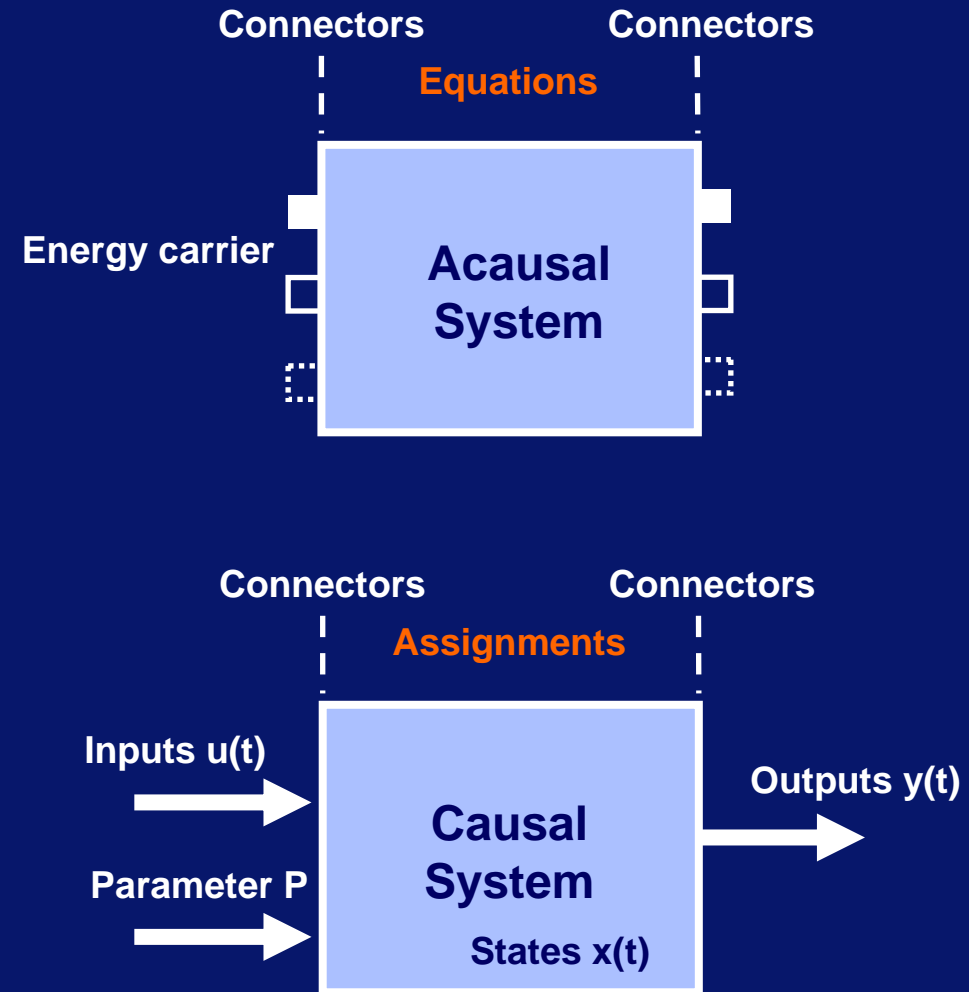 Connectors Connectors
Equations
Energy carrier
Acausal
System
Connectors Connectors
Assignments
Inputs u(t)
Outputs y(t)
Causal
System
Parameter P
States x(t)